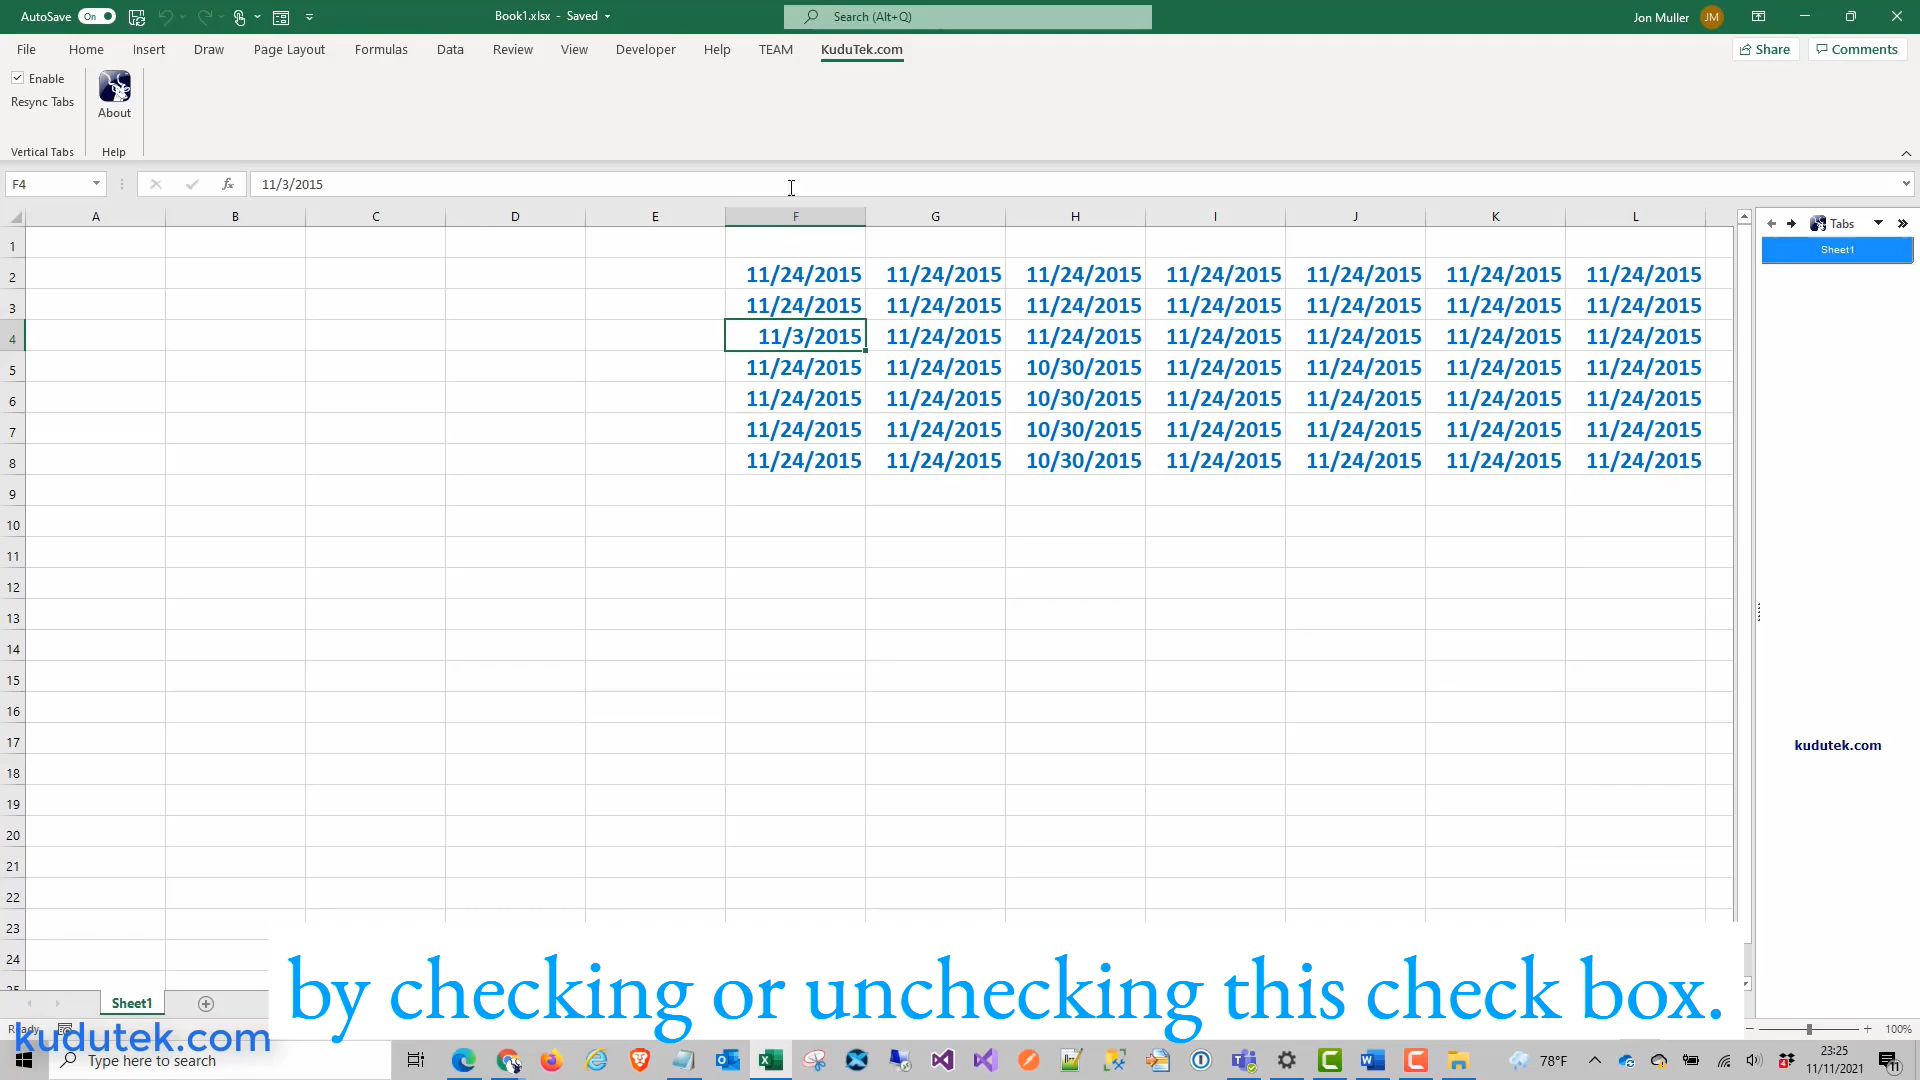 AutoSave On Book1.xlsx - Saved Search (Alt+Q) Jon Muller JM
File Home Insert Draw Page Layout Formulas Data Review View Developer Help TEAM KuduTek.com Share Comments
Enable
Resync Tabs
About
Vertical Tabs Help
F4 fx 11/3/2015
A B C D E F G H I J K L
Tabs
Sheet1
1
2 11/24/2015 11/24/2015 11/24/2015 11/24/2015 11/24/2015 11/24/2015 11/24/2015
3 11/24/2015 11/24/2015 11/24/2015 11/24/2015 11/24/2015 11/24/2015 11/24/2015
4 11/3/2015 11/24/2015 11/24/2015 11/24/2015 11/24/2015 11/24/2015 11/24/2015
5 11/24/2015 11/24/2015 10/30/2015 11/24/2015 11/24/2015 11/24/2015 11/24/2015
6 11/24/2015 11/24/2015 10/30/2015 11/24/2015 11/24/2015 11/24/2015 11/24/2015
7 11/24/2015 11/24/2015 10/30/2015 11/24/2015 11/24/2015 11/24/2015 11/24/2015
8 11/24/2015 11/24/2015 10/30/2015 11/24/2015 11/24/2015 11/24/2015 11/24/2015
9
10
11
12
13
14
15
16
17
kudutek.com
18
19
20
21
22
23
24
by checking or unchecking this check box.
Sheet1
100%
kudutek.com
Type here to search 78°F 23:25
11/11/2021 11